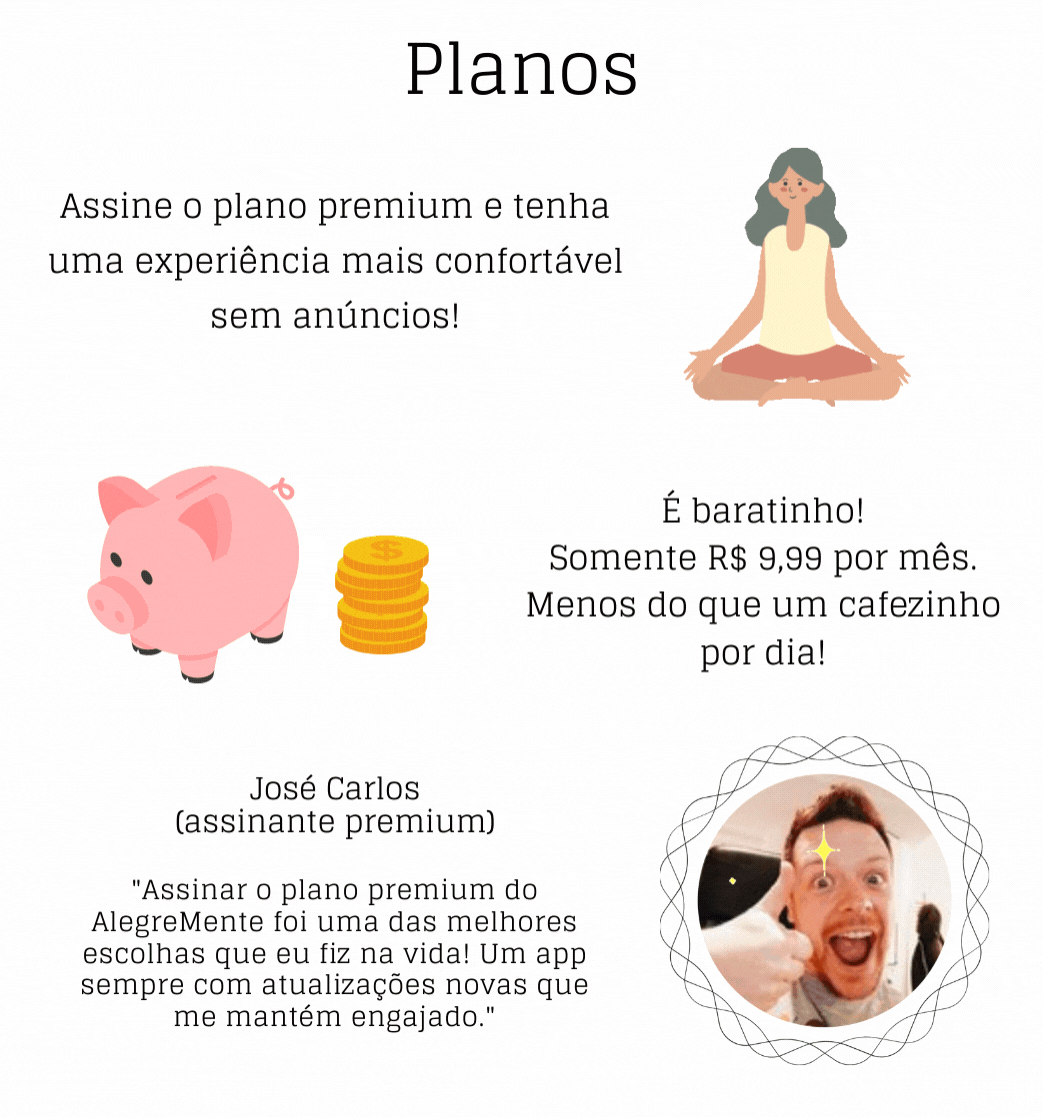 Planos
Assine o plano premium e tenha
uma experiência mais confortável
sem anúncios!
$
É baratinho!
Somente R$ 9,99 por mês.
Menos do que um cafezinho
por dia!
José Carlos
(assinante premium)
"Assinar o plano premium do
AlegreMente foi uma das melhores
escolhas que eu fiz na vida! Um app
sempre com atualizações novas que
me mantém engajado."